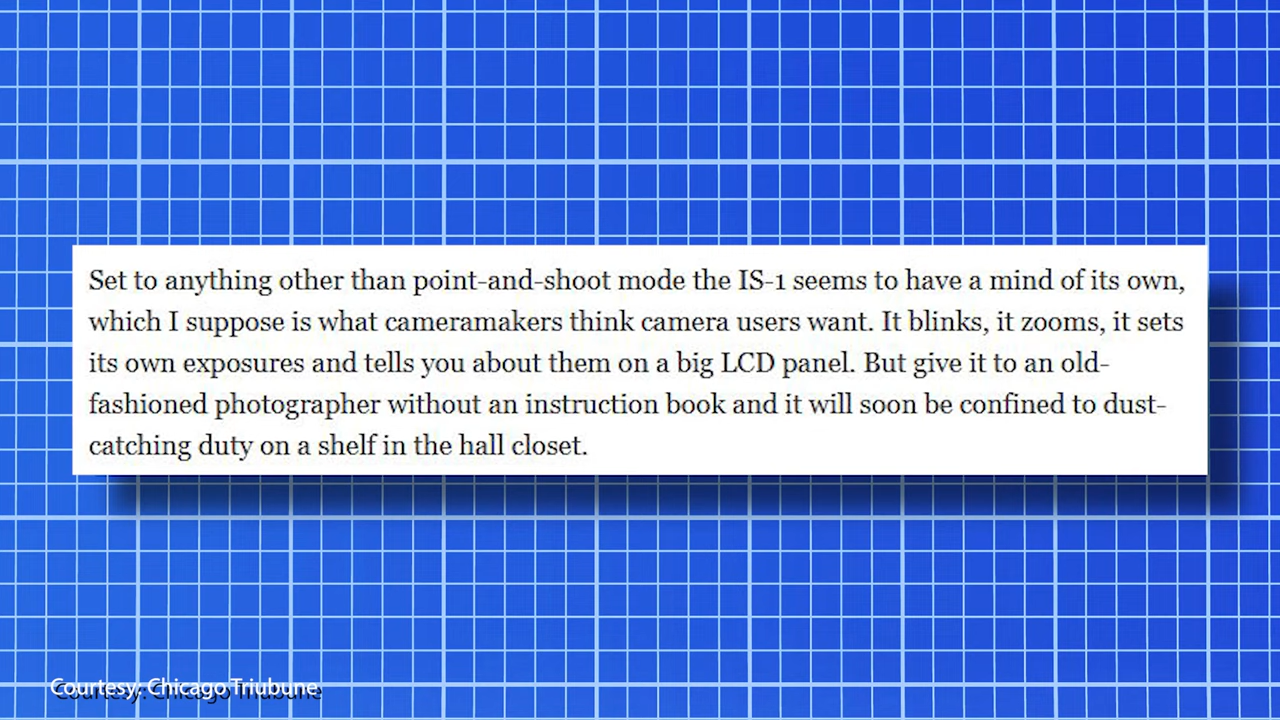 Set to anything other than point-and-shoot mode the IS-1 seems to have a mind of its own,
which I suppose is what cameramakers think camera users want. It blinks, it zooms, it sets
its own exposures and tells you about them on a big LCD panel. But give it to an old-
fashioned photographer without an instruction book and it will soon be confined to dust-
catching duty on a shelf in the hall closet.
Courtesy: Chicago Triubune